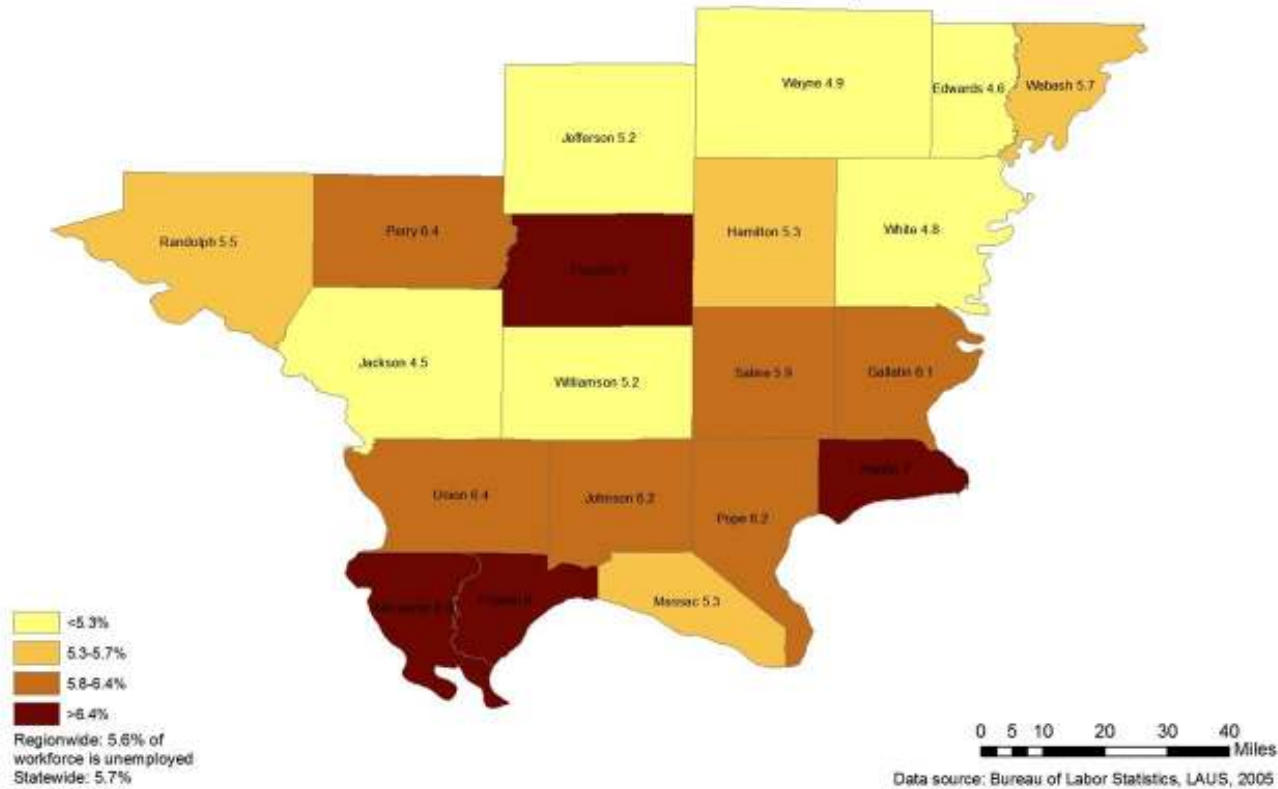 Wayne 4.9
Edwards 4.6
Wabash 5.7
Jefferson 5.2
Randolph 5.5
Perry 6.4
Hamilton 5.3
White 4.8
Jackson 4.5
Williamson 5.2
Saline 5.9
Gallatin 6.1
Union 6.4
Johnson 6.2
Pope 6.2
Massac 5.3
<5.3%
5.3-5.7%
5.8-6.4%
>6.4%
Regionwide: 5.6% of
workforce is unemployed
Statewide: 5.7%
0 5 10 20 30 40
Miles
Data source: Bureau of Labor Statistics, LAUS, 2005